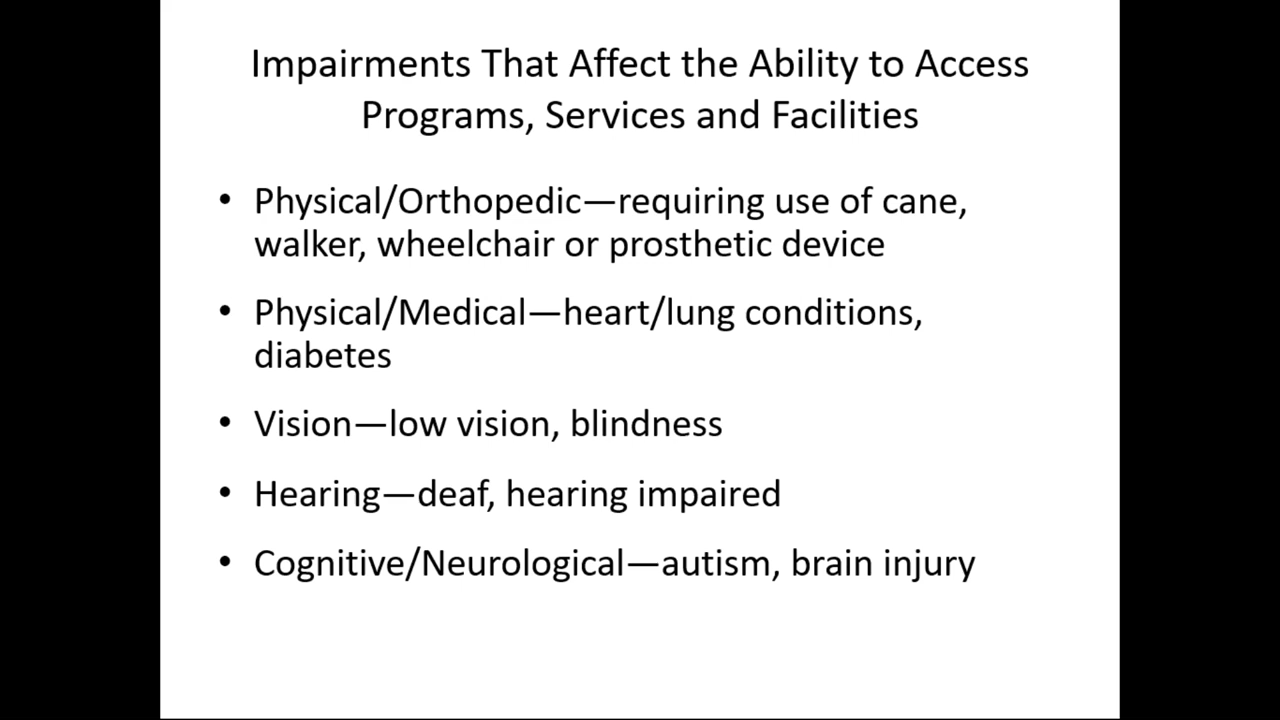 Impairments That Affect the Ability to Access
Programs, Services and Facilities
• Physical/Orthopedic—requiring use of cane,
walker, wheelchair or prosthetic device
• Physical/Medical—heart/lung conditions,
diabetes
• Vision—low vision, blindness
• Hearing—deaf, hearing impaired
• Cognitive/Neurological—autism, brain injury